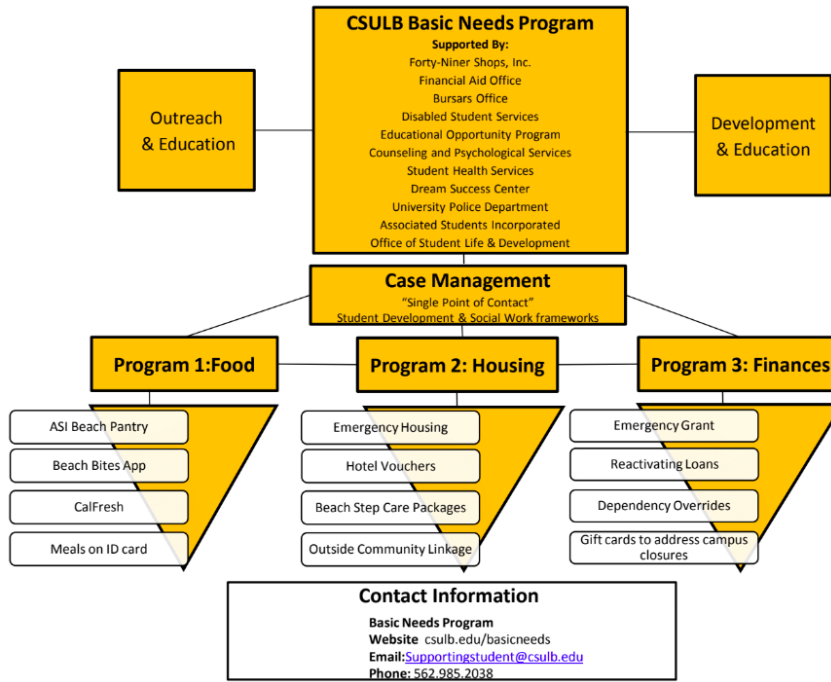 CSULB Basic Needs Program
Supported By:
Forty-Niner Shops, Inc.
Financial Aid Office
Bursars Office
Disabled Student Services
Educational Opportunity Program
Counseling and Psychological Services
Student Health Services
Dream Success Center
University Police Department
Associated Students Incorporated
Office of Student Life & Development
Outreach
& Education
Development
& Education
Case Management
“Single Point of Contact”
Student Development & Social Work frameworks
Program 1:Food
Program 2: Housing
Program 3: Finances
ASI Beach Pantry
Beach Bites App
CalFresh
Meals on ID card
Emergency Housing
Hotel Vouchers
Beach Step Care Packages
Outside Community Linkage
Emergency Grant
Reactivating Loans
Dependency Overrides
Gift cards to address campus
closures
Contact Information
Basic Needs Program
Website csulb.edu/basicneeds
Email:Supportingstudent@csulb.edu
Phone: 562.985.2038